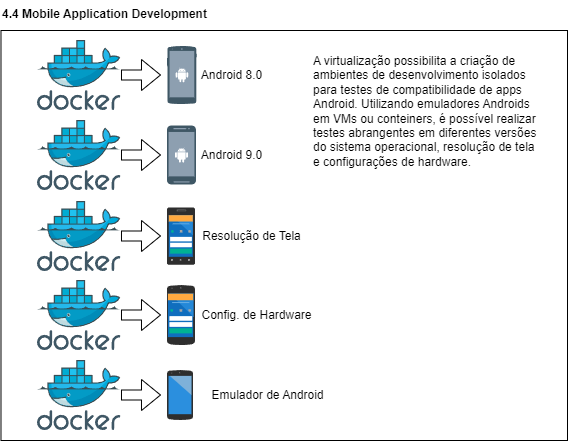 4.4 Mobile Application Development
docker
Android 8.0
docker
Android 9.0
docker
Resolução de Tela
docker
Config. de Hardware
docker
Emulador de Android
A virtualização possibilita a criação de
ambientes de desenvolvimento isolados
para testes de compatibilidade de apps
Android. Utilizando emuladores Androids
em VMs ou conteiners, é possível realizar
testes abrangentes em diferentes versões
do sistema operacional, resolução de tela
e configurações de hardware.